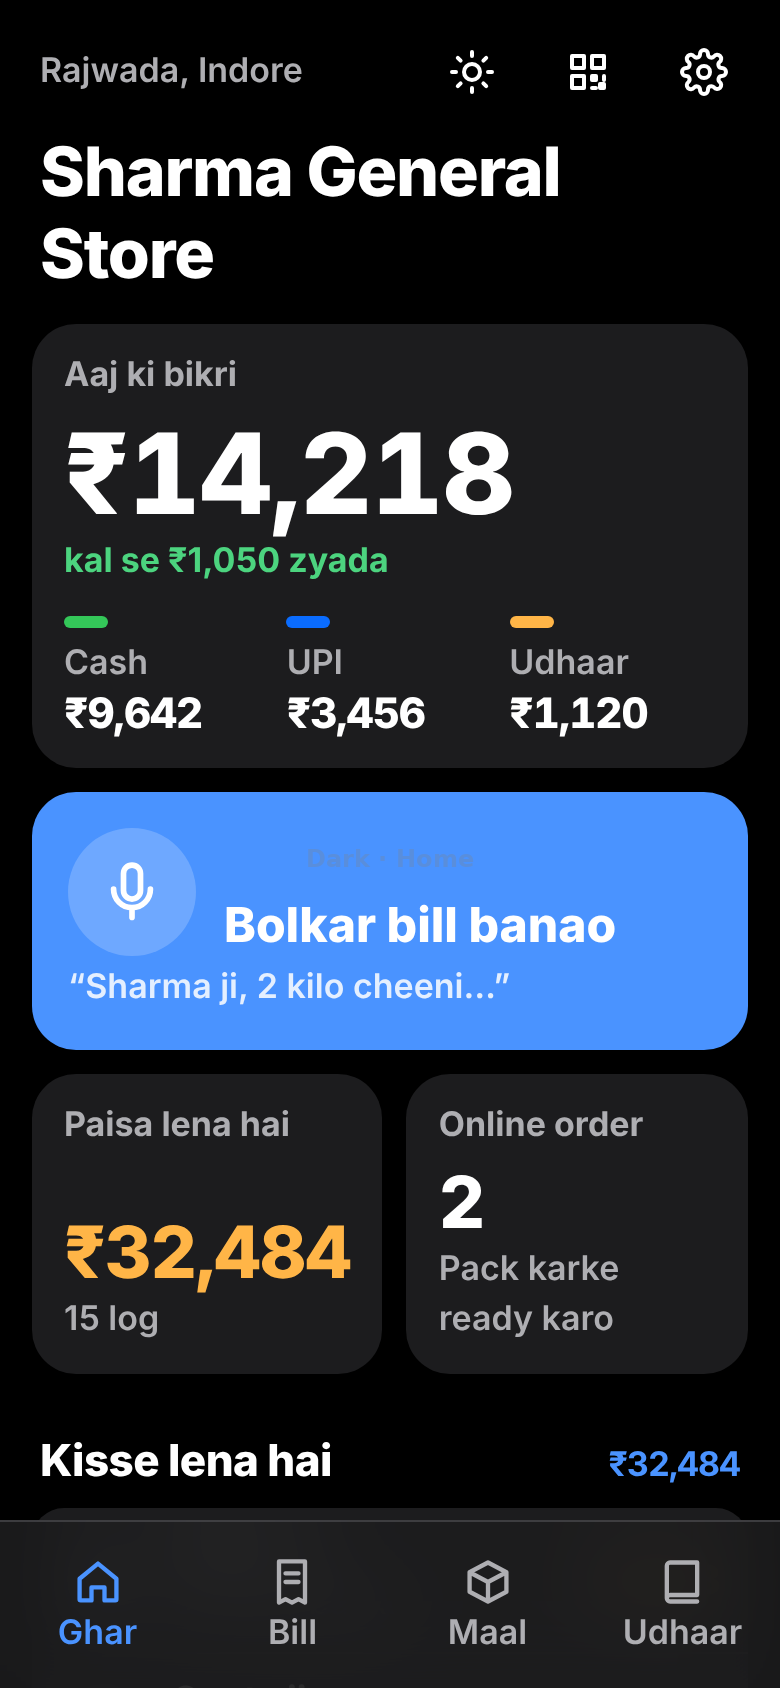 Rajwada, Indore
Sharma General
Store
Aaj ki bikri
₹14,218
kal se ₹1,050 zyada
Cash
₹9,642
UPI
₹3,456
Udhaar
₹1,120
Dark · Home
Bolkar bill banao
“Sharma ji, 2 kilo cheeni...”
Paisa lena hai
₹32,484
15 log
Online order
2
Pack karke
ready karo
Kisse lena hai
₹32,484
Ghar
Bill
Maal
Udhaar